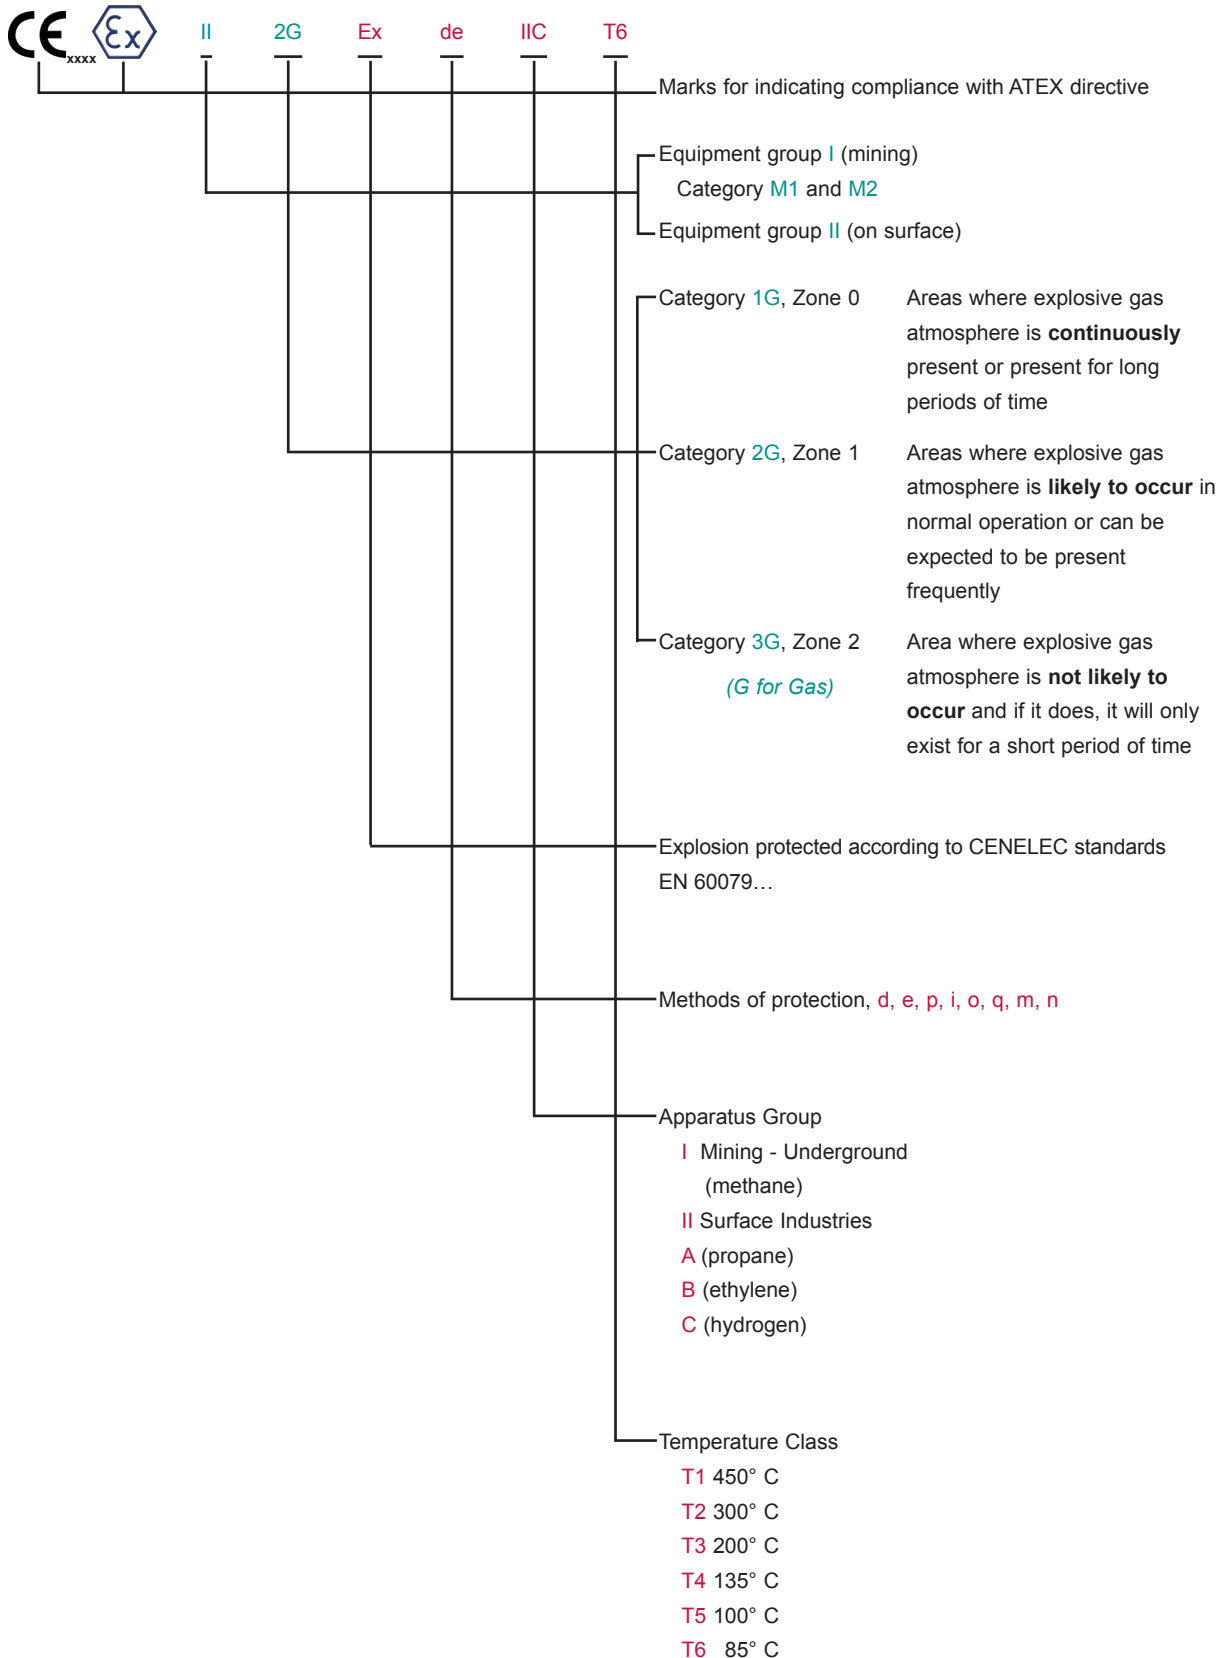 CE xxxx Ex II 2G Ex de IIC T6
Marks for indicating compliance with ATEX directive
Equipment group I (mining)
Category M1 and M2
Equipment group II (on surface)
Category 1G, Zone 0 Areas where explosive gas
atmosphere is continuously
present or present for long
periods of time
Category 2G, Zone 1 Areas where explosive gas
atmosphere is likely to occur in
normal operation or can be
expected to be present
frequently
Category 3G, Zone 2 Area where explosive gas
(G for Gas) atmosphere is not likely to
occur and if it does, it will only
exist for a short period of time
Explosion protected according to CENELEC standards
EN 60079…
Methods of protection, d, e, p, i, o, q, m, n
Apparatus Group
I Mining - Underground
(methane)
II Surface Industries
A (propane)
B (ethylene)
C (hydrogen)
Temperature Class
T1 450° C
T2 300° C
T3 200° C
T4 135° C
T5 100° C
T6 85° C